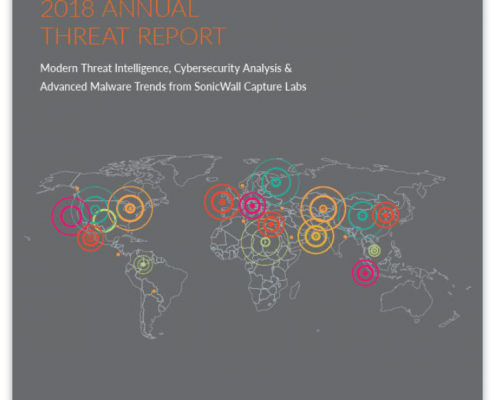 2018 ANNUAL
THREAT REPORT
Modern Threat Intelligence, Cybersecurity Analysis &
Advanced Malware Trends from SonicWall Capture Labs